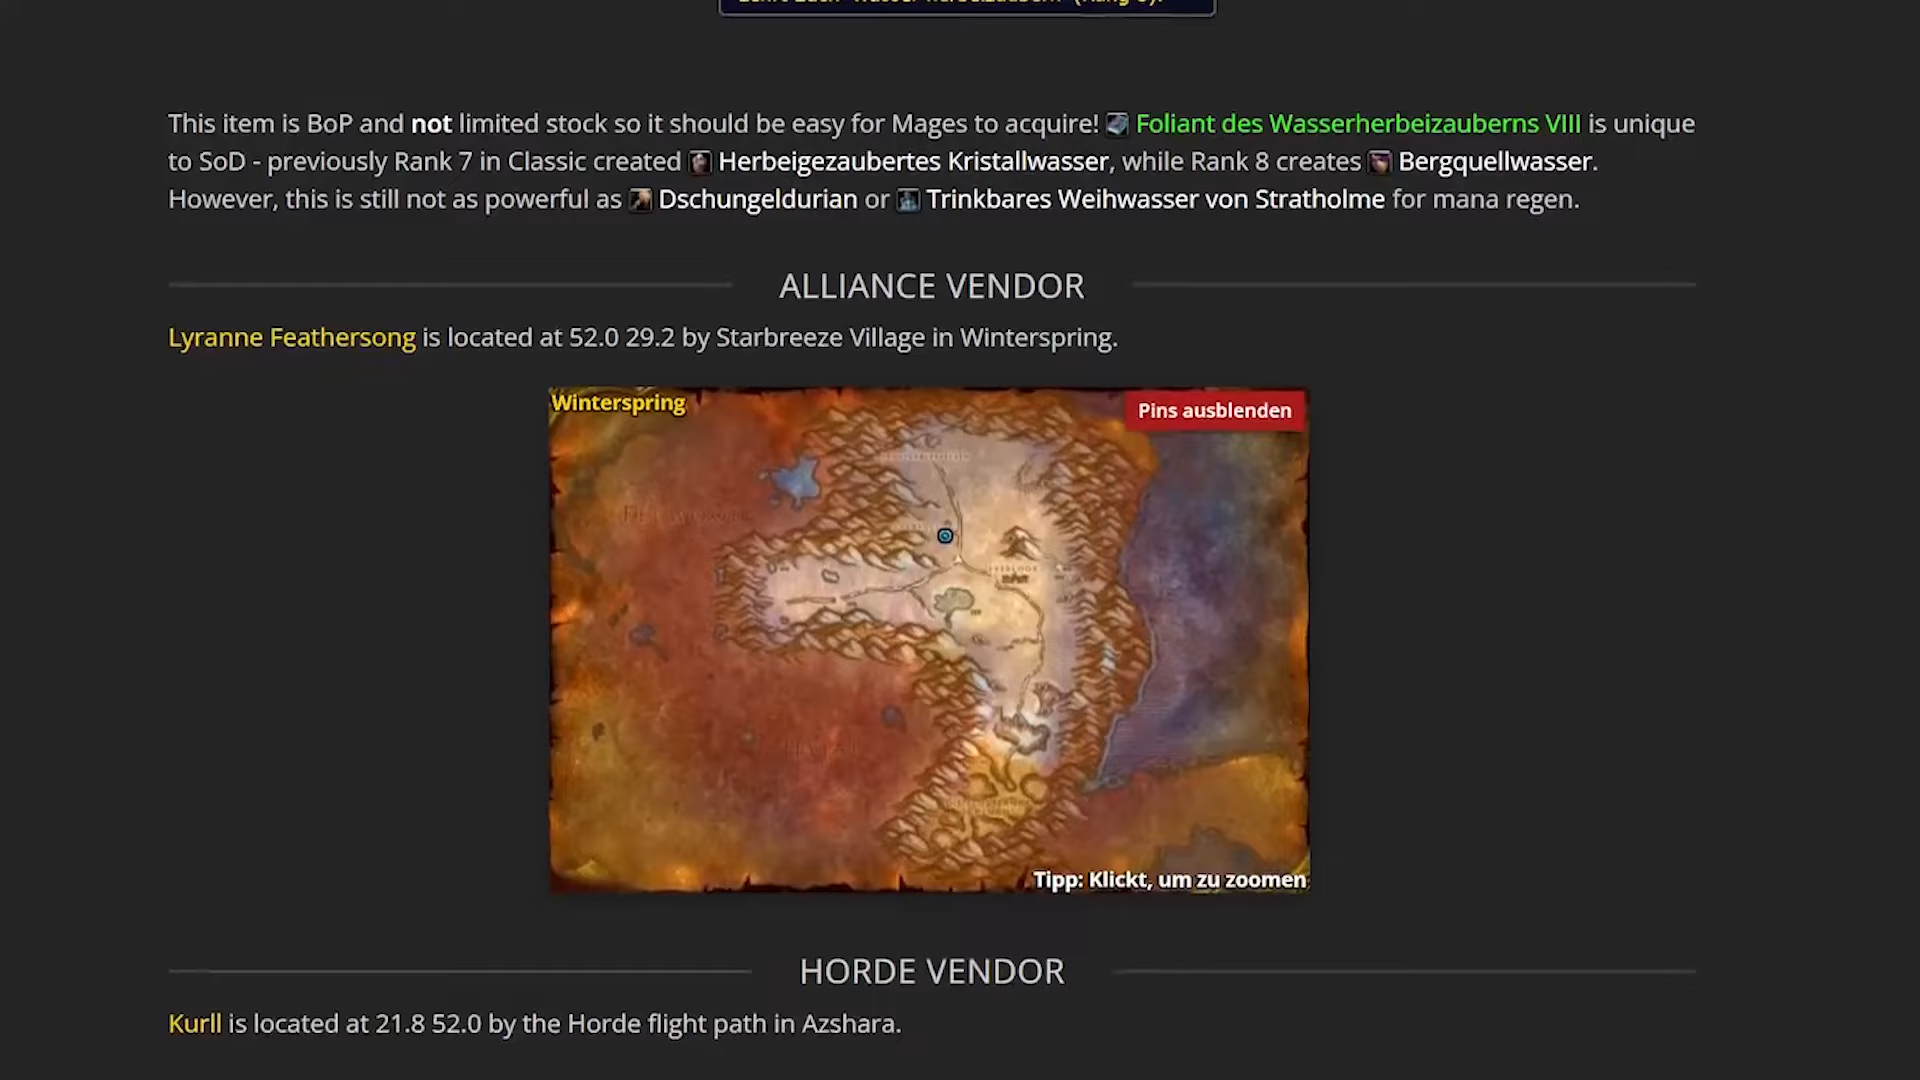 This item is BoP and not limited stock so it should be easy for Mages to acquire! Foliant des Wasserherbeizauberns VIII is unique
to SoD - previously Rank 7 in Classic created Herbeigezaubertes Kristallwasser, while Rank 8 creates Bergquellwasser.
However, this is still not as powerful as Dschungeldurian or Trinkbares Weihwasser von Stratholme for mana regen.
ALLIANCE VENDOR
Lyranne Feathersong is located at 52.0 29.2 by Starbreeze Village in Winterspring.
Winterspring
Pins ausblenden
Tipp: Klickt, um zu zoomen
HORDE VENDOR
Kurll is located at 21.8 52.0 by the Horde flight path in Azshara.